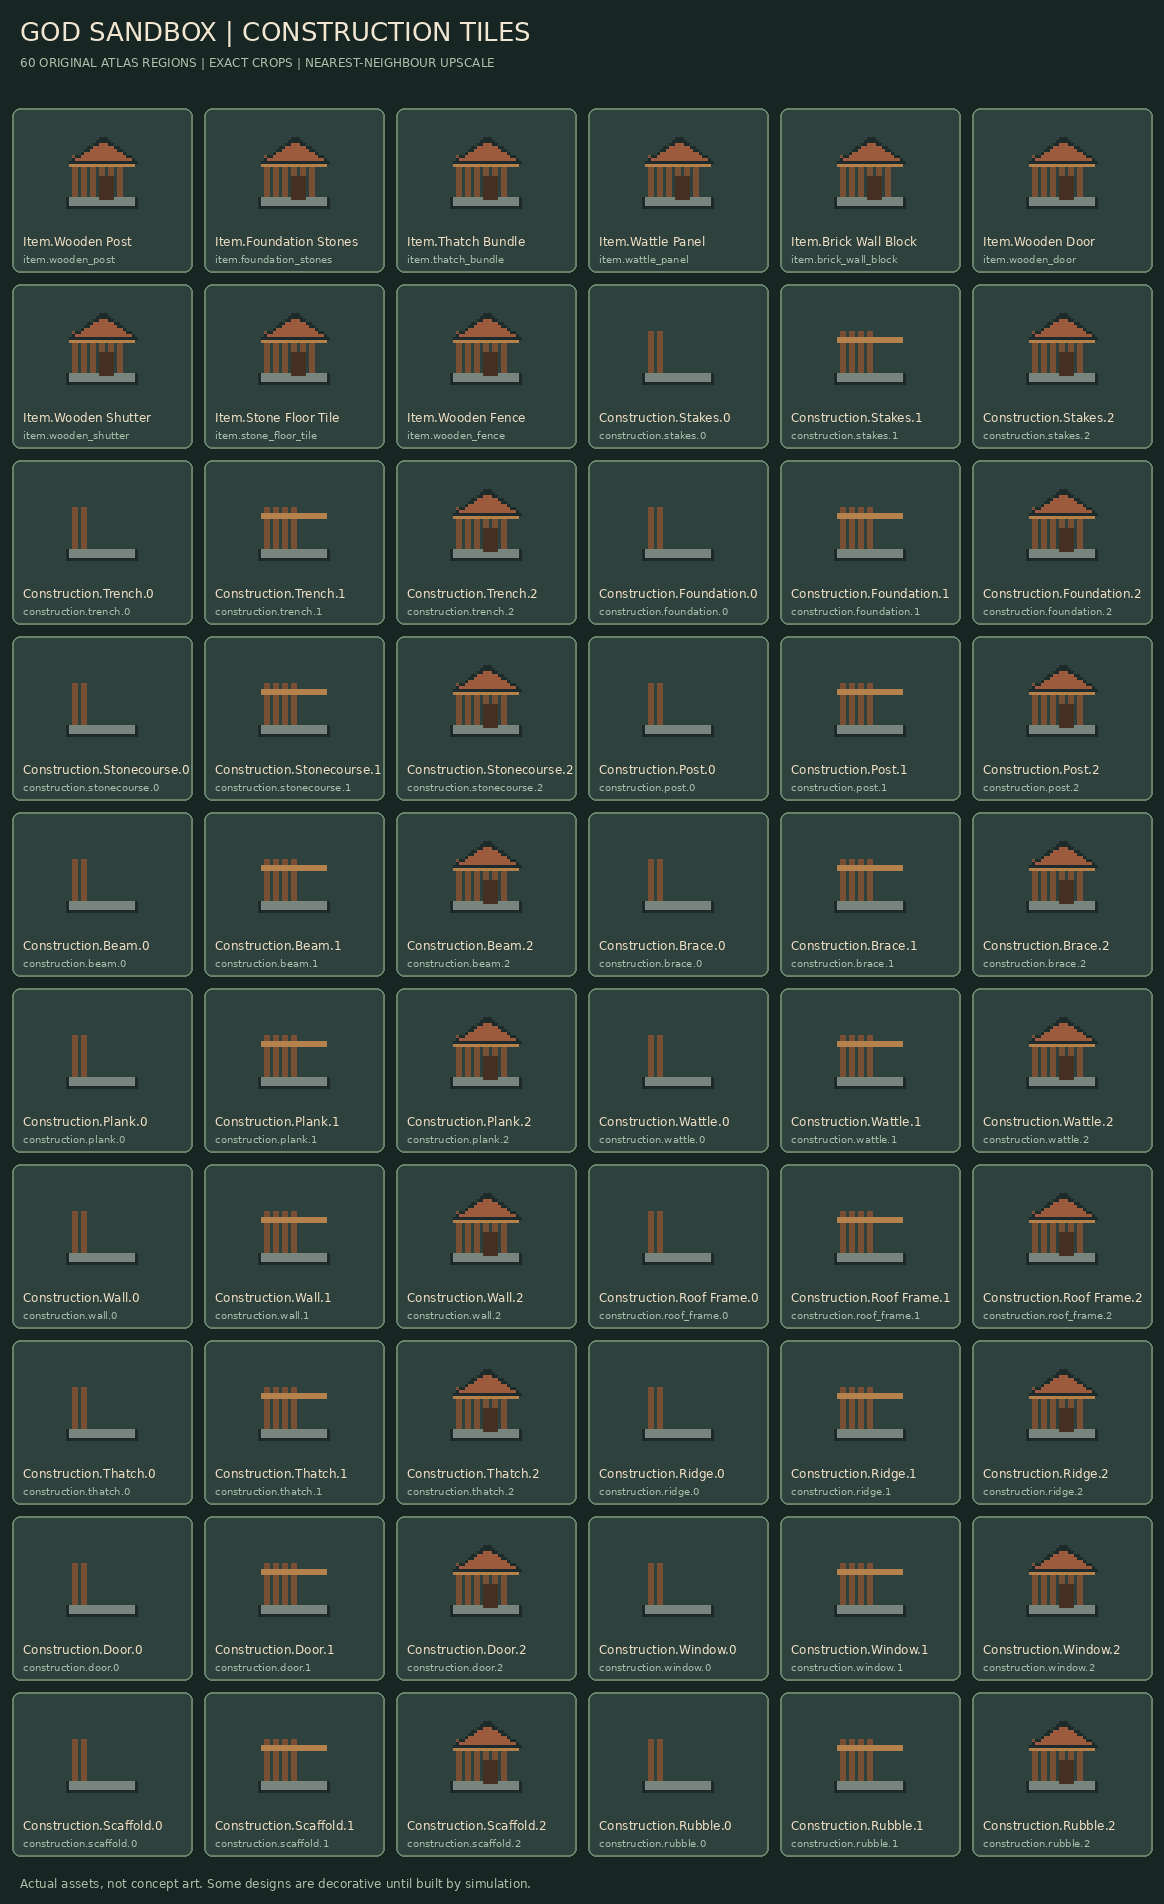 GOD SANDBOX | CONSTRUCTION TILES
60 ORIGINAL ATLAS REGIONS | EXACT CROPS | NEAREST-NEIGHBOUR UPSCALE
Item.Wooden Post
item.wooden_post
Item.Foundation Stones
item.foundation_stones
Item.Thatch Bundle
item.thatch_bundle
Item.Wattle Panel
item.wattle_panel
Item.Brick Wall Block
item.brick_wall_block
Item.Wooden Door
item.wooden_door
Item.Wooden Shutter
item.wooden_shutter
Item.Stone Floor Tile
item.stone_floor_tile
Item.Wooden Fence
item.wooden_fence
Construction.Stakes.0
construction.stakes.0
Construction.Stakes.1
construction.stakes.1
Construction.Stakes.2
construction.stakes.2
Construction.Trench.0
construction.trench.0
Construction.Trench.1
construction.trench.1
Construction.Trench.2
construction.trench.2
Construction.Foundation.0
construction.foundation.0
Construction.Foundation.1
construction.foundation.1
Construction.Foundation.2
construction.foundation.2
Construction.Stonecourse.0
construction.stonecourse.0
Construction.Stonecourse.1
construction.stonecourse.1
Construction.Stonecourse.2
construction.stonecourse.2
Construction.Post.0
construction.post.0
Construction.Post.1
construction.post.1
Construction.Post.2
construction.post.2
Construction.Beam.0
construction.beam.0
Construction.Beam.1
construction.beam.1
Construction.Beam.2
construction.beam.2
Construction.Brace.0
construction.brace.0
Construction.Brace.1
construction.brace.1
Construction.Brace.2
construction.brace.2
Construction.Plank.0
construction.plank.0
Construction.Plank.1
construction.plank.1
Construction.Plank.2
construction.plank.2
Construction.Wattle.0
construction.wattle.0
Construction.Wattle.1
construction.wattle.1
Construction.Wattle.2
construction.wattle.2
Construction.Wall.0
construction.wall.0
Construction.Wall.1
construction.wall.1
Construction.Wall.2
construction.wall.2
Construction.Roof Frame.0
construction.roof_frame.0
Construction.Roof Frame.1
construction.roof_frame.1
Construction.Roof Frame.2
construction.roof_frame.2
Construction.Thatch.0
construction.thatch.0
Construction.Thatch.1
construction.thatch.1
Construction.Thatch.2
construction.thatch.2
Construction.Ridge.0
construction.ridge.0
Construction.Ridge.1
construction.ridge.1
Construction.Ridge.2
construction.ridge.2
Construction.Door.0
construction.door.0
Construction.Door.1
construction.door.1
Construction.Door.2
construction.door.2
Construction.Window.0
construction.window.0
Construction.Window.1
construction.window.1
Construction.Window.2
construction.window.2
Construction.Scaffold.0
construction.scaffold.0
Construction.Scaffold.1
construction.scaffold.1
Construction.Scaffold.2
construction.scaffold.2
Construction.Rubble.0
construction.rubble.0
Construction.Rubble.1
construction.rubble.1
Construction.Rubble.2
construction.rubble.2
Actual assets, not concept art. Some designs are decorative until built by simulation.